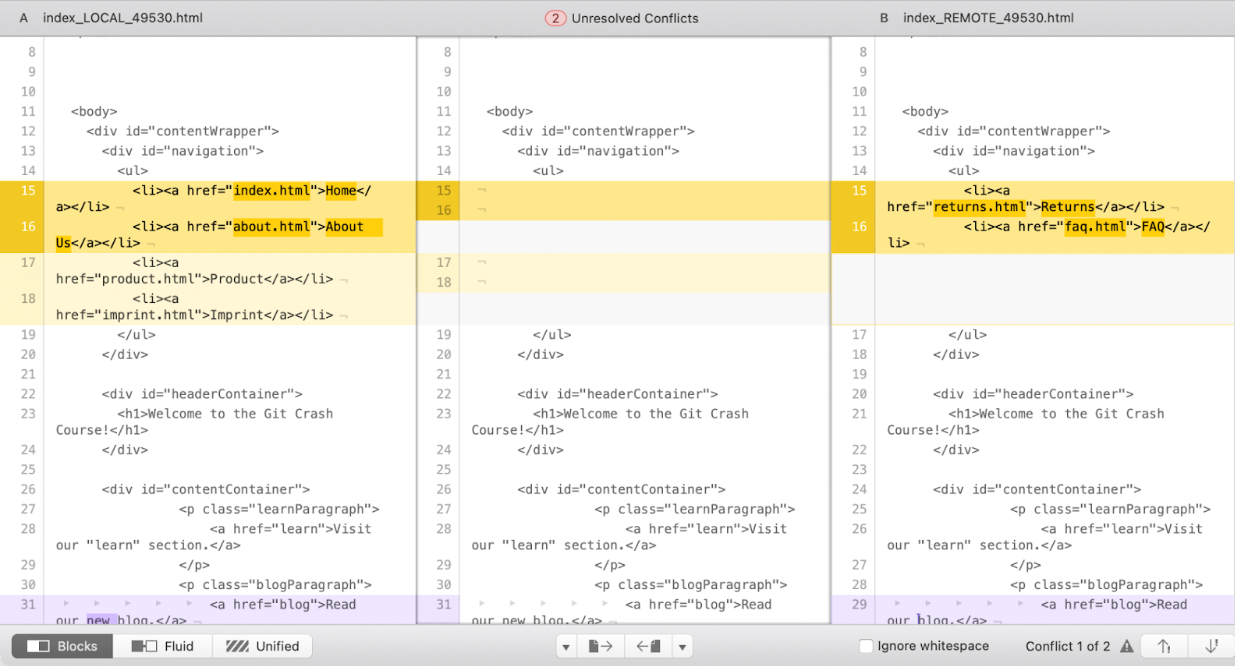 A index_LOCAL_49530.html
2 Unresolved Conflicts
B index_REMOTE_49530.html
8
9
10
11 <body>
12 <div id="contentWrapper">
13 <div id="navigation">
14 <ul>
15 <li><a href="index.html">Home</
a></li> ¬
16 <li><a href="about.html">About
Us</a></li> ¬
17 <li><a
href="product.html">Product</a></li> ¬
18 <li><a
href="imprint.html">Imprint</a></li> ¬
19 </ul>
20 </div>
21
22 <div id="headerContainer">
23 <h1>Welcome to the Git Crash
Course!</h1>
24 </div>
25
26 <div id="contentContainer">
27 <p class="learnParagraph">
28 <a href="learn">Visit
our "learn" section.</a>
29 </p>
30 <p class="blogParagraph">
31 <a href="blog">Read
our new blog.</a> ¬
8
9
10
11 <body>
12 <div id="contentWrapper">
13 <div id="navigation">
14 <ul>
15 ¬
16 ¬
17 ¬
18 ¬
19 </ul>
20 </div>
21
22 <div id="headerContainer">
23 <h1>Welcome to the Git Crash
Course!</h1>
24 </div>
25
26 <div id="contentContainer">
27 <p class="learnParagraph">
28 <a href="learn">Visit
our "learn" section.</a>
29 </p>
30 <p class="blogParagraph">
31 <a href="blog">Read
our new blog.</a> ¬
8
9
10
11 <body>
12 <div id="contentWrapper">
13 <div id="navigation">
14 <ul>
15 <li><a
href="returns.html">Returns</a></li> ¬
16 <li><a href="faq.html">FAQ</a></
li> ¬
17 </ul>
18 </div>
19
20 <div id="headerContainer">
21 <h1>Welcome to the Git Crash
Course!</h1>
22 </div>
23
24 <div id="contentContainer">
25 <p class="learnParagraph">
26 <a href="learn">Visit
our "learn" section.</a>
27 </p>
28 <p class="blogParagraph">
29 <a href="blog">Read
our blog.</a> ¬
Blocks
Fluid
Unified
Ignore whitespace
Conflict 1 of 2